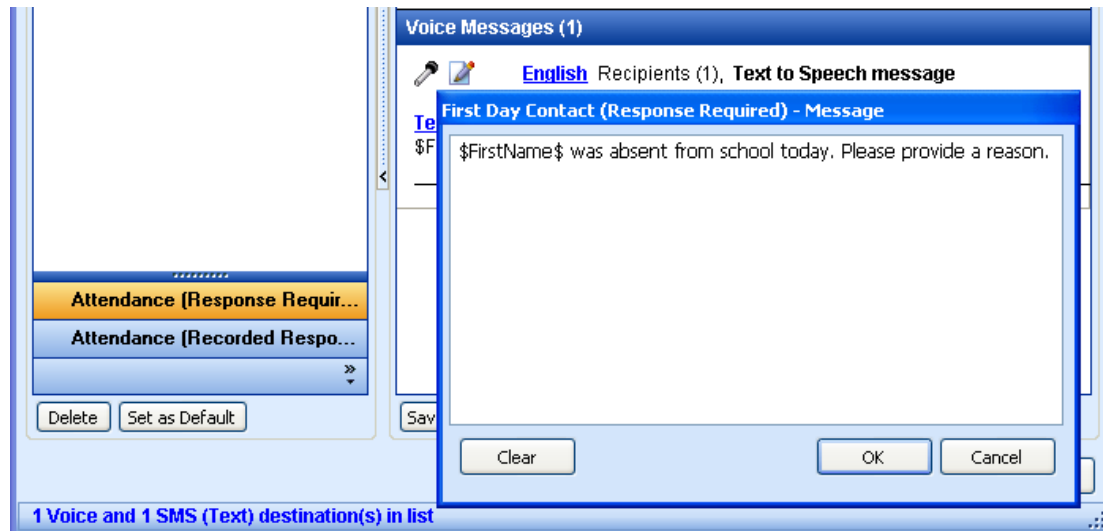 Voice Messages (1)
English Recipients (1), Text to Speech message
First Day Contact (Response Required) - Message
Te
$F
$FirstName$ was absent from school today. Please provide a reason.
Attendance (Response Requir...
Attendance (Recorded Respo...
Delete Set as Default
Sav
Clear OK Cancel
1 Voice and 1 SMS (Text) destination(s) in list